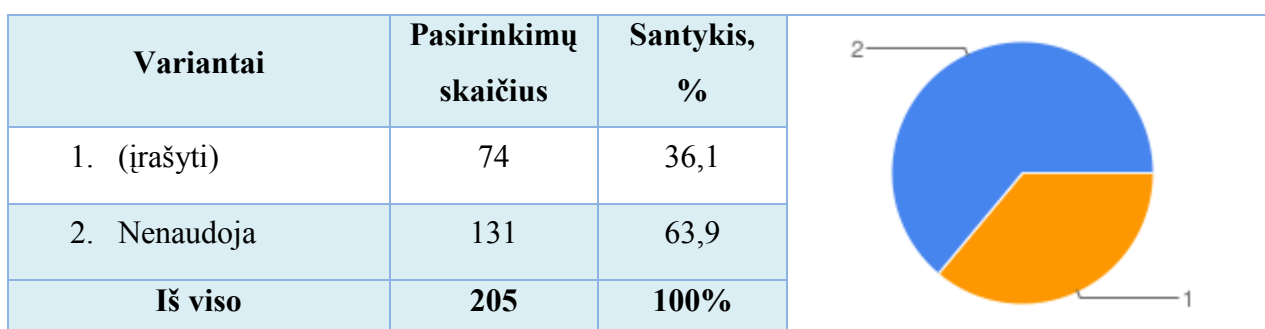 Variantai Pasirinkimų skaičius Santykis, %
1. (įrašyti) 74 36,1
2. Nenaudoja 131 63,9
Iš viso 205 100%
2
1